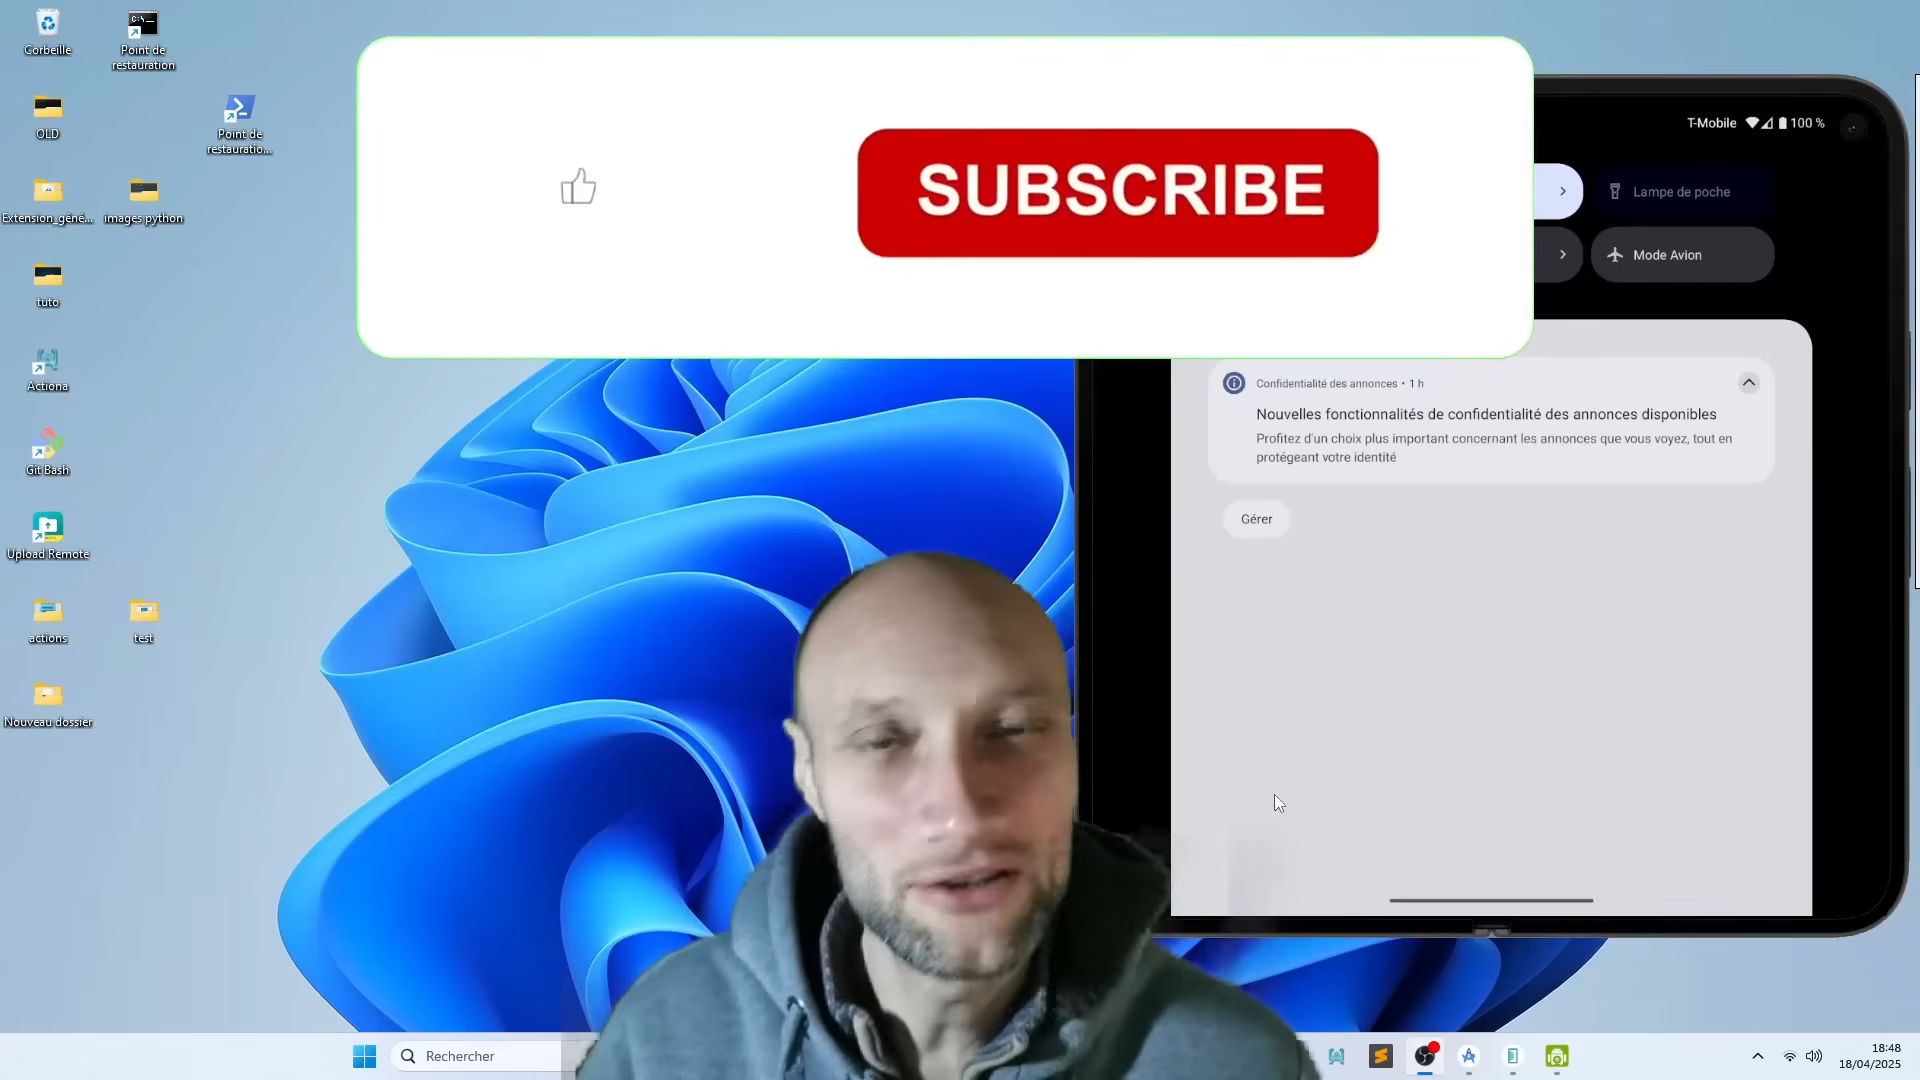 Corbeille
Point de
restauration
OLD
Point de
restauratio...
Extension_géné...
images python
tuto
Actiona
Git Bash
Upload Remote
actions
test
Nouveau dossier
SUBSCRIBE
T-Mobile
100 %
Lampe de poche
Mode Avion
Confidentialité des annonces • 1 h
Nouvelles fonctionnalités de confidentialité des annonces disponibles
Profitez d'un choix plus important concernant les annonces que vous voyez, tout en
protégeant votre identité
Gérer
Rechercher
18:48
18/04/2025